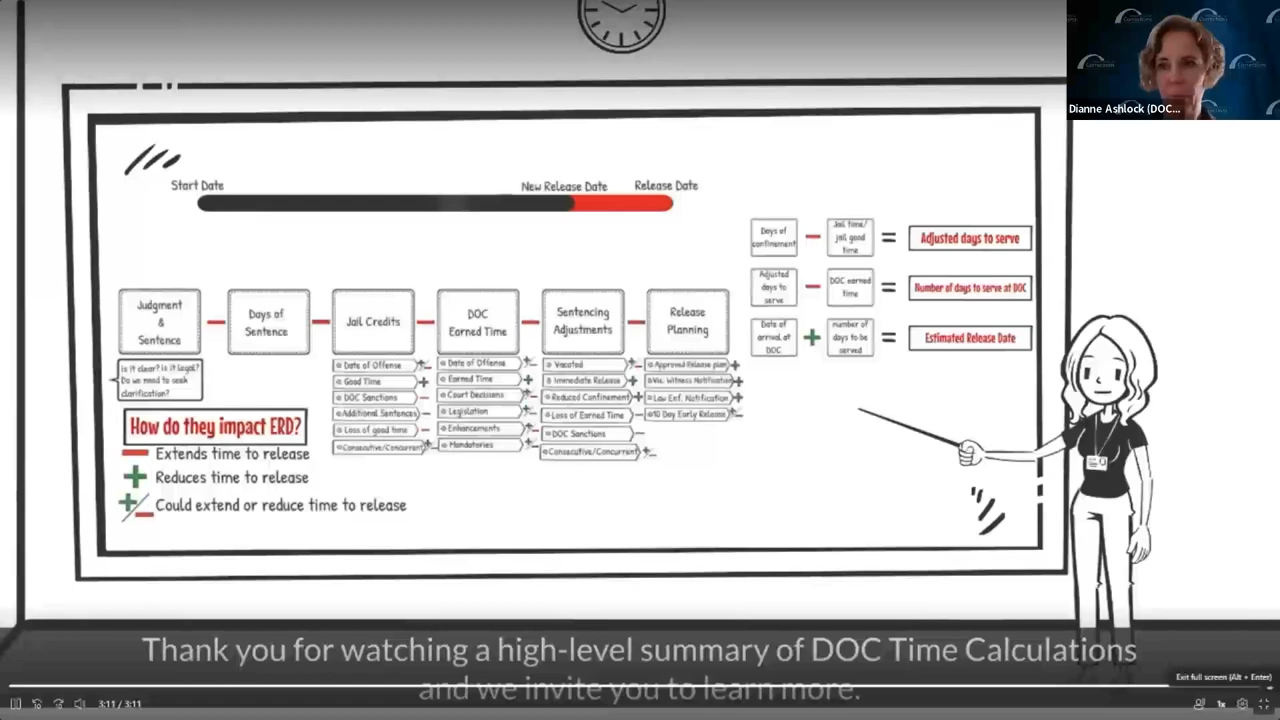 Dianne Ashlock (DOC...
Start Date
New Release Date
Release Date
Days of
confinement
Jail time/
jail good
time
=
Adjusted days to serve
Adjusted
days to
serve
DOC earned
time
=
Number of days to serve at DOC
Date of
arrival at
DOC
+
number of
days to be
served
=
Estimated Release Date
Judgment
&
Sentence
Days of
Sentence
Jail Credits
DOC
Earned Time
Sentencing
Adjustments
Release
Planning
Is it clear? Is it legal?
Do we need to seek
clarification?
Date of Offense
Good Time
DOC Sanctions
Additional Sentences
Loss of good time
Consecutive/Concurrent
Date of Offense
Earned Time
Court Decisions
Legislation
Enhancements
Mandatories
Vacated
Immediate Release
Reduced Confinement
Loss of Earned Time
DOC Sanctions
Consecutive/Concurrent
Approved Release plan
Vic. Witness Notification
Law Enf. Notification
10 Day Early Release
How do they impact ERD?
Extends time to release
Reduces time to release
Could extend or reduce time to release
Thank you for watching a high-level summary of DOC Time Calculations
and we invite you to learn more.
Exit full screen (Alt + Enter)
3:11 / 3:11
1x